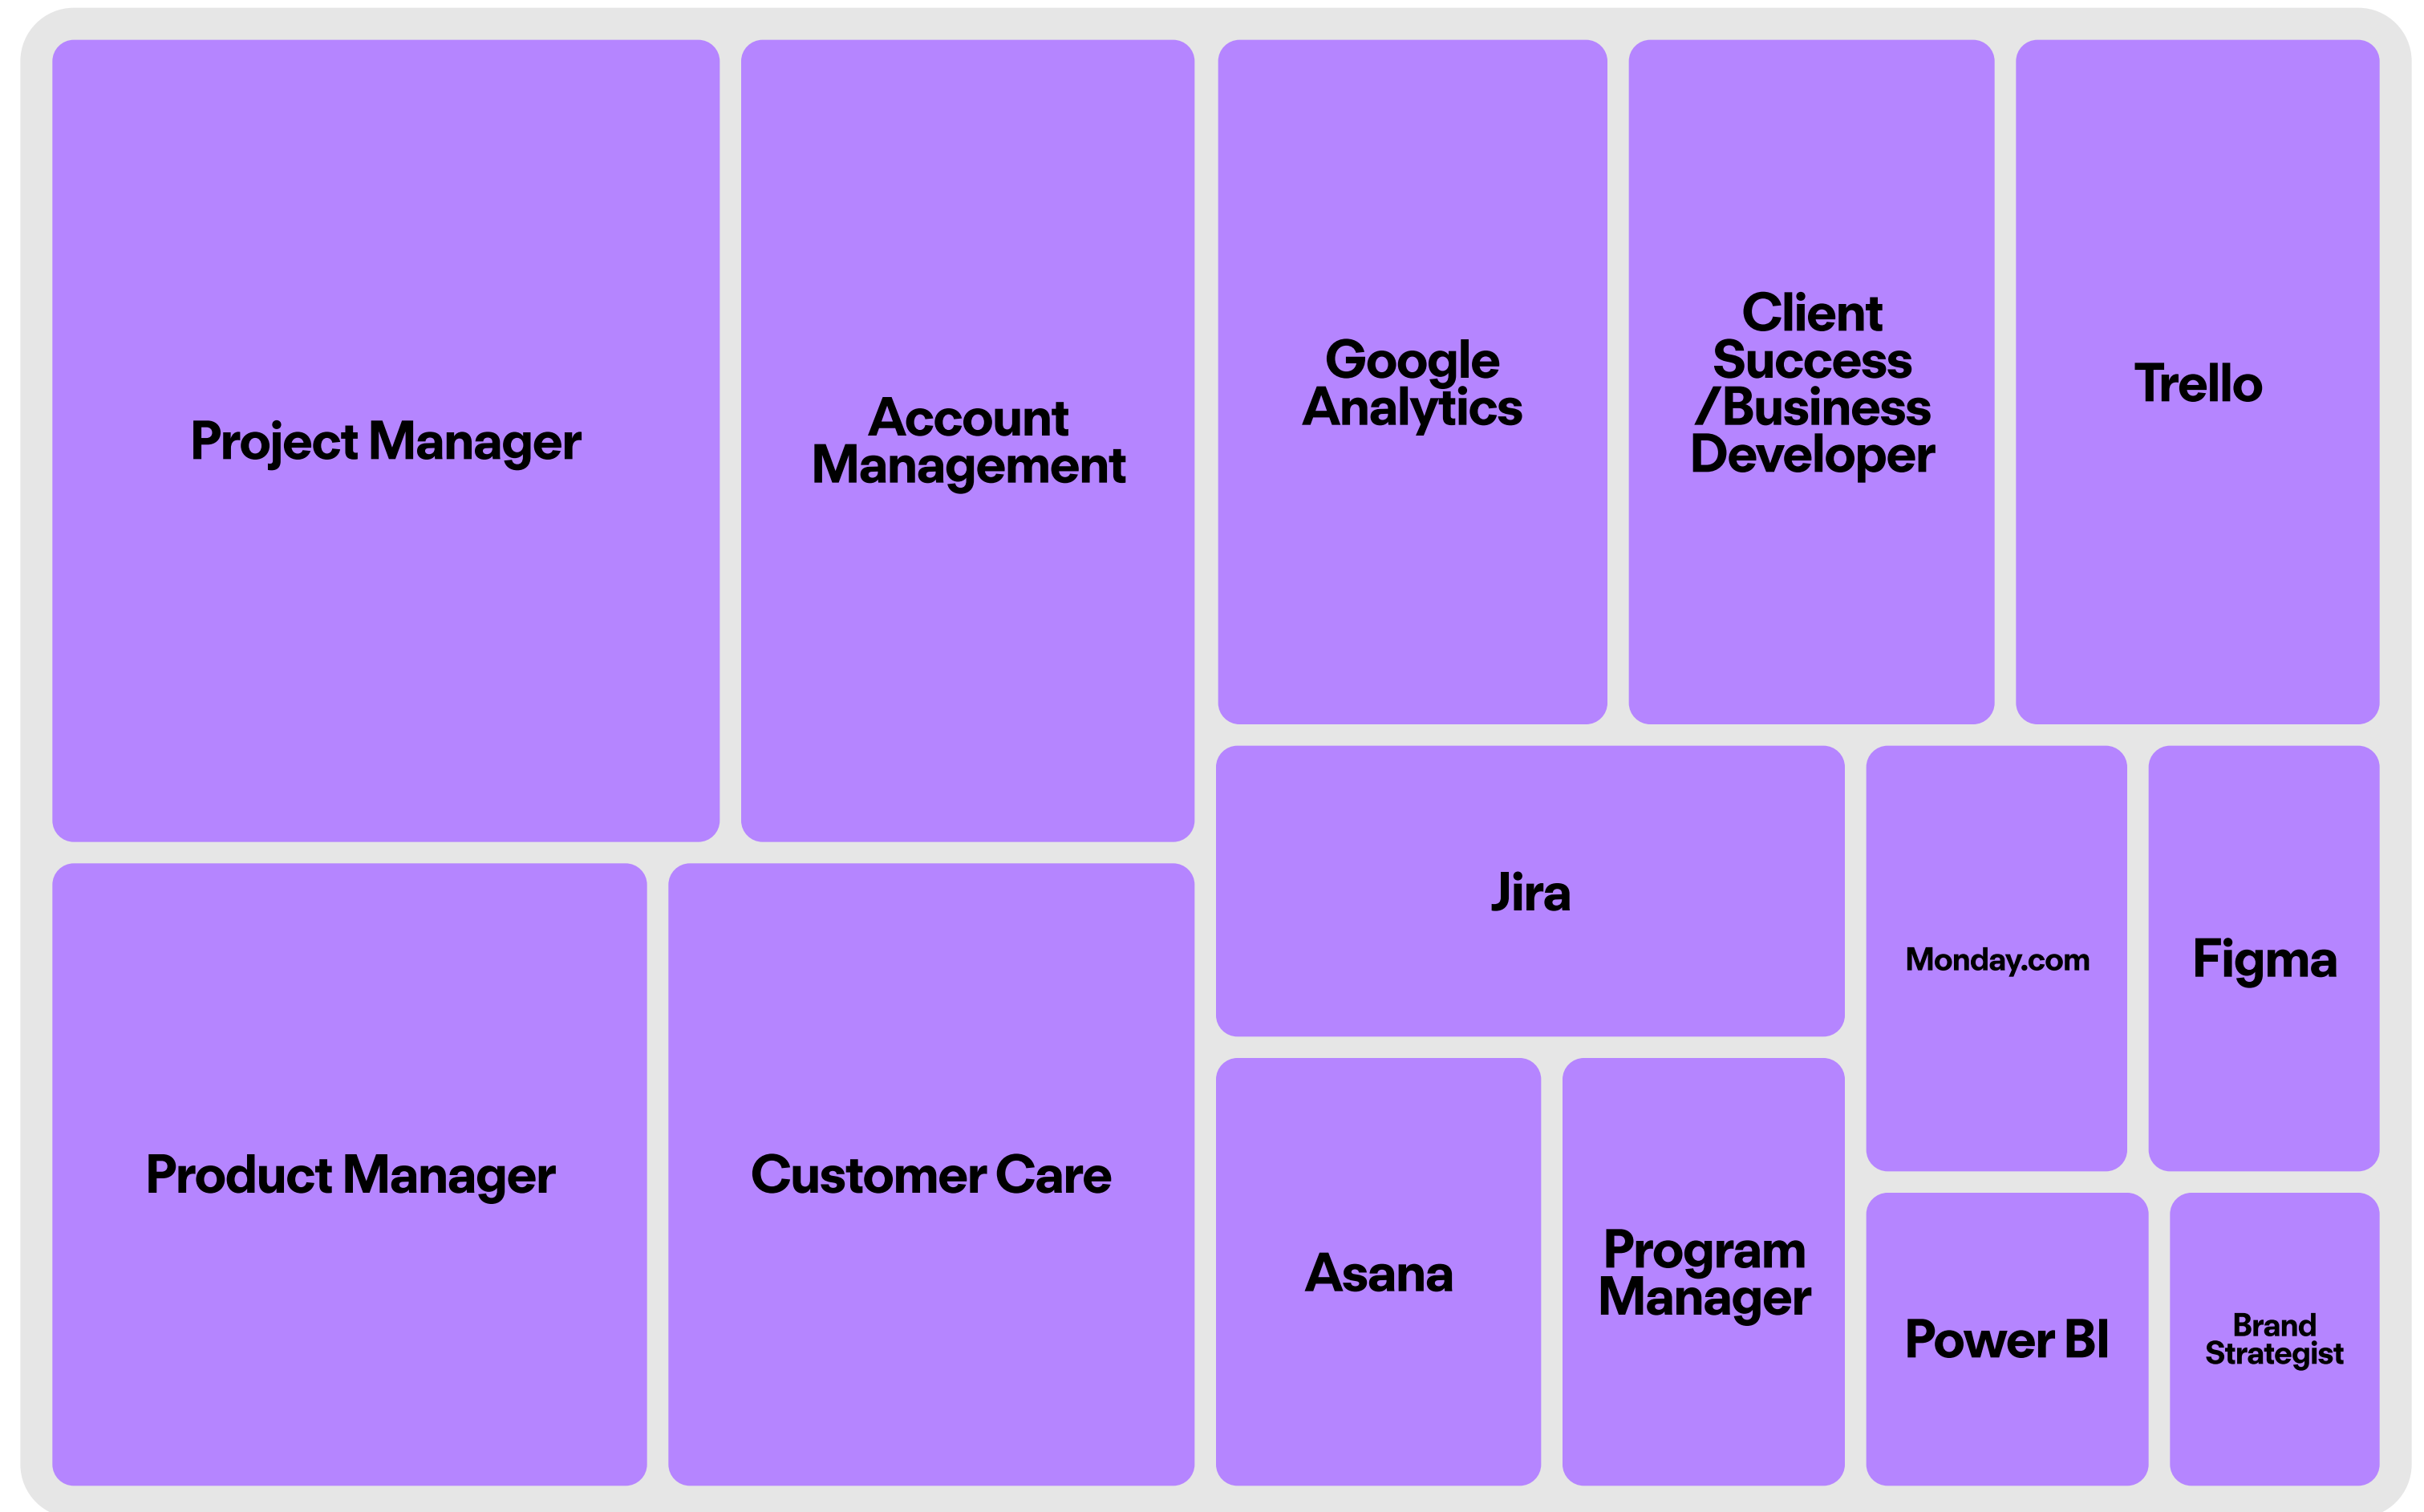 Project Manager
Account
Management
Google
Analytics
Client
Success
/Business
Developer
Trello
Product Manager
Customer Care
Jira
Monday.com
Figma
Asana
Program
Manager
Power BI
Brand
Strategist